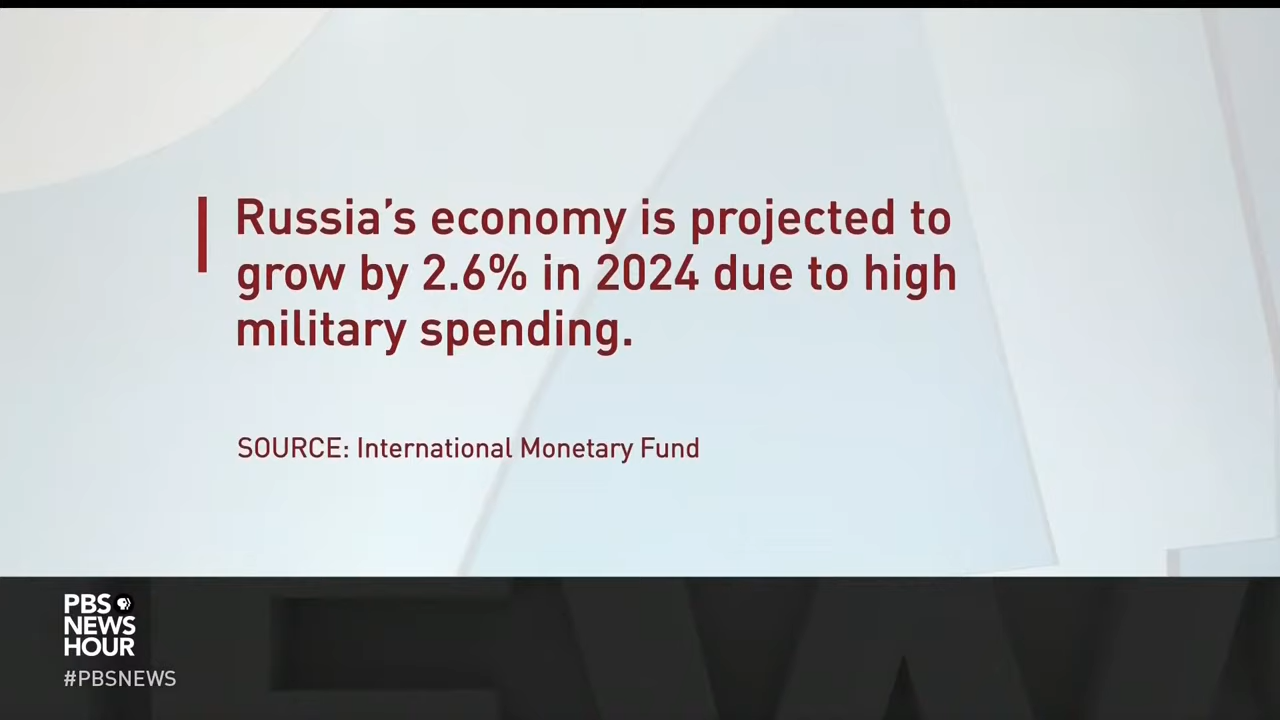 Russia’s economy is projected to
grow by 2.6% in 2024 due to high
military spending.
SOURCE: International Monetary Fund
PBS
NEWS
HOUR
#PBSNEWS